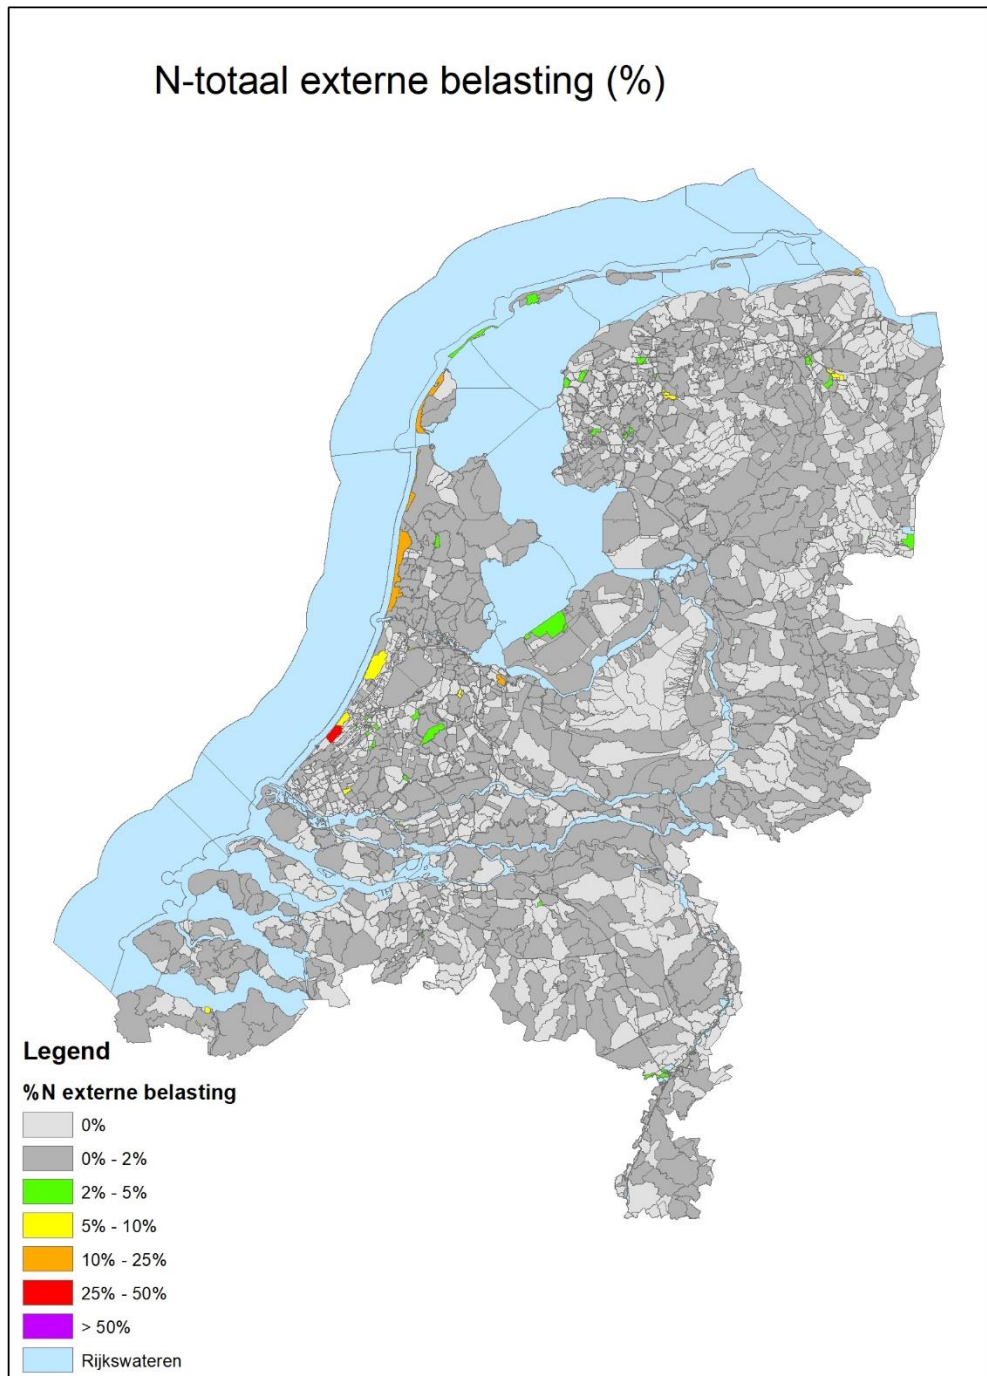 N-totaal externe belasting (%)
Legend
%N externe belasting
0%
0% - 2%
2% - 5%
5% - 10%
10% - 25%
25% - 50%
> 50%
Rijkswateren